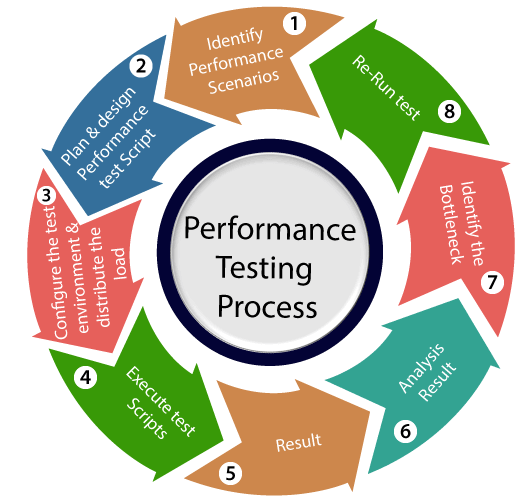 Performance
Testing
Process
1
Identify
Performance
Scenarios
2
Plan & design
Performance
test Script
3
Configure the test
environment &
distribute the
load
4
Execute test
Scripts
5
Result
6
Analysis
Result
7
Identify the
Bottleneck
8
Re-Run test